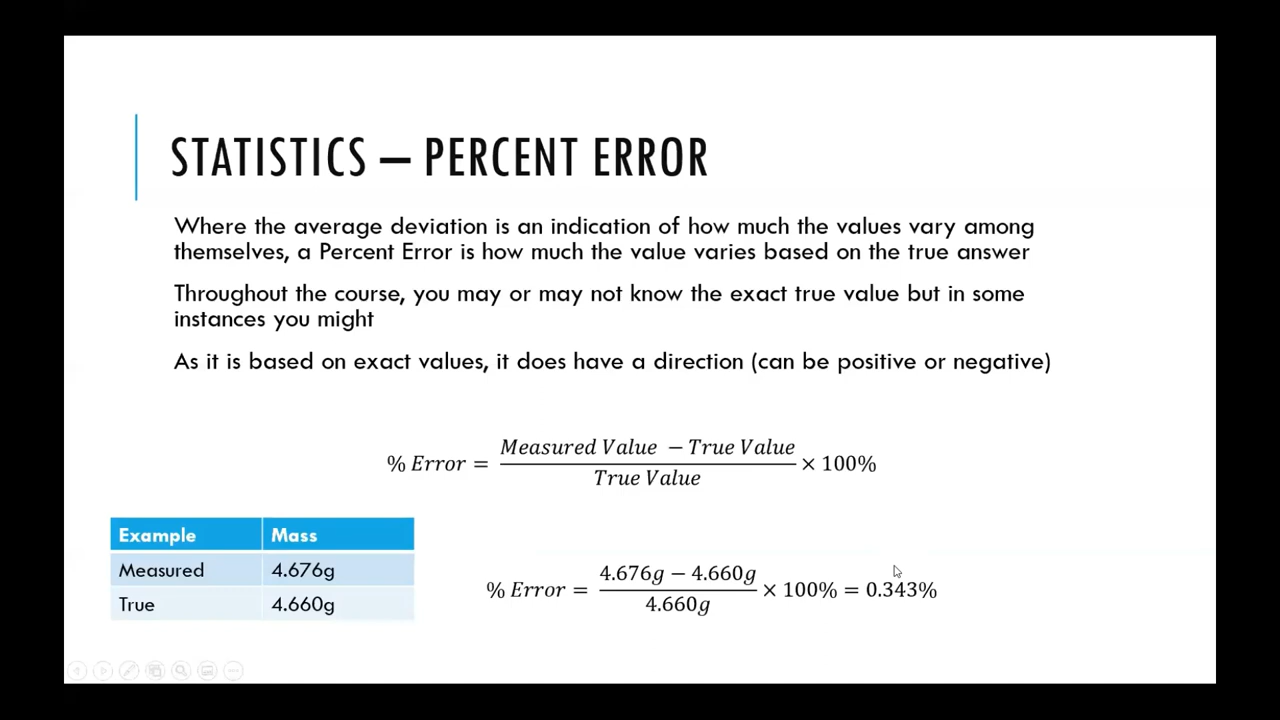 STATISTICS – PERCENT ERROR
Where the average deviation is an indication of how much the values vary among
themselves, a Percent Error is how much the value varies based on the true answer
Throughout the course, you may or may not know the exact true value but in some
instances you might
As it is based on exact values, it does have a direction (can be positive or negative)
% Error = (Measured Value − True Value) / (True Value) × 100%
Example Mass
Measured 4.676g
True 4.660g
% Error = (4.676g − 4.660g) / (4.660g) × 100% = 0.343%